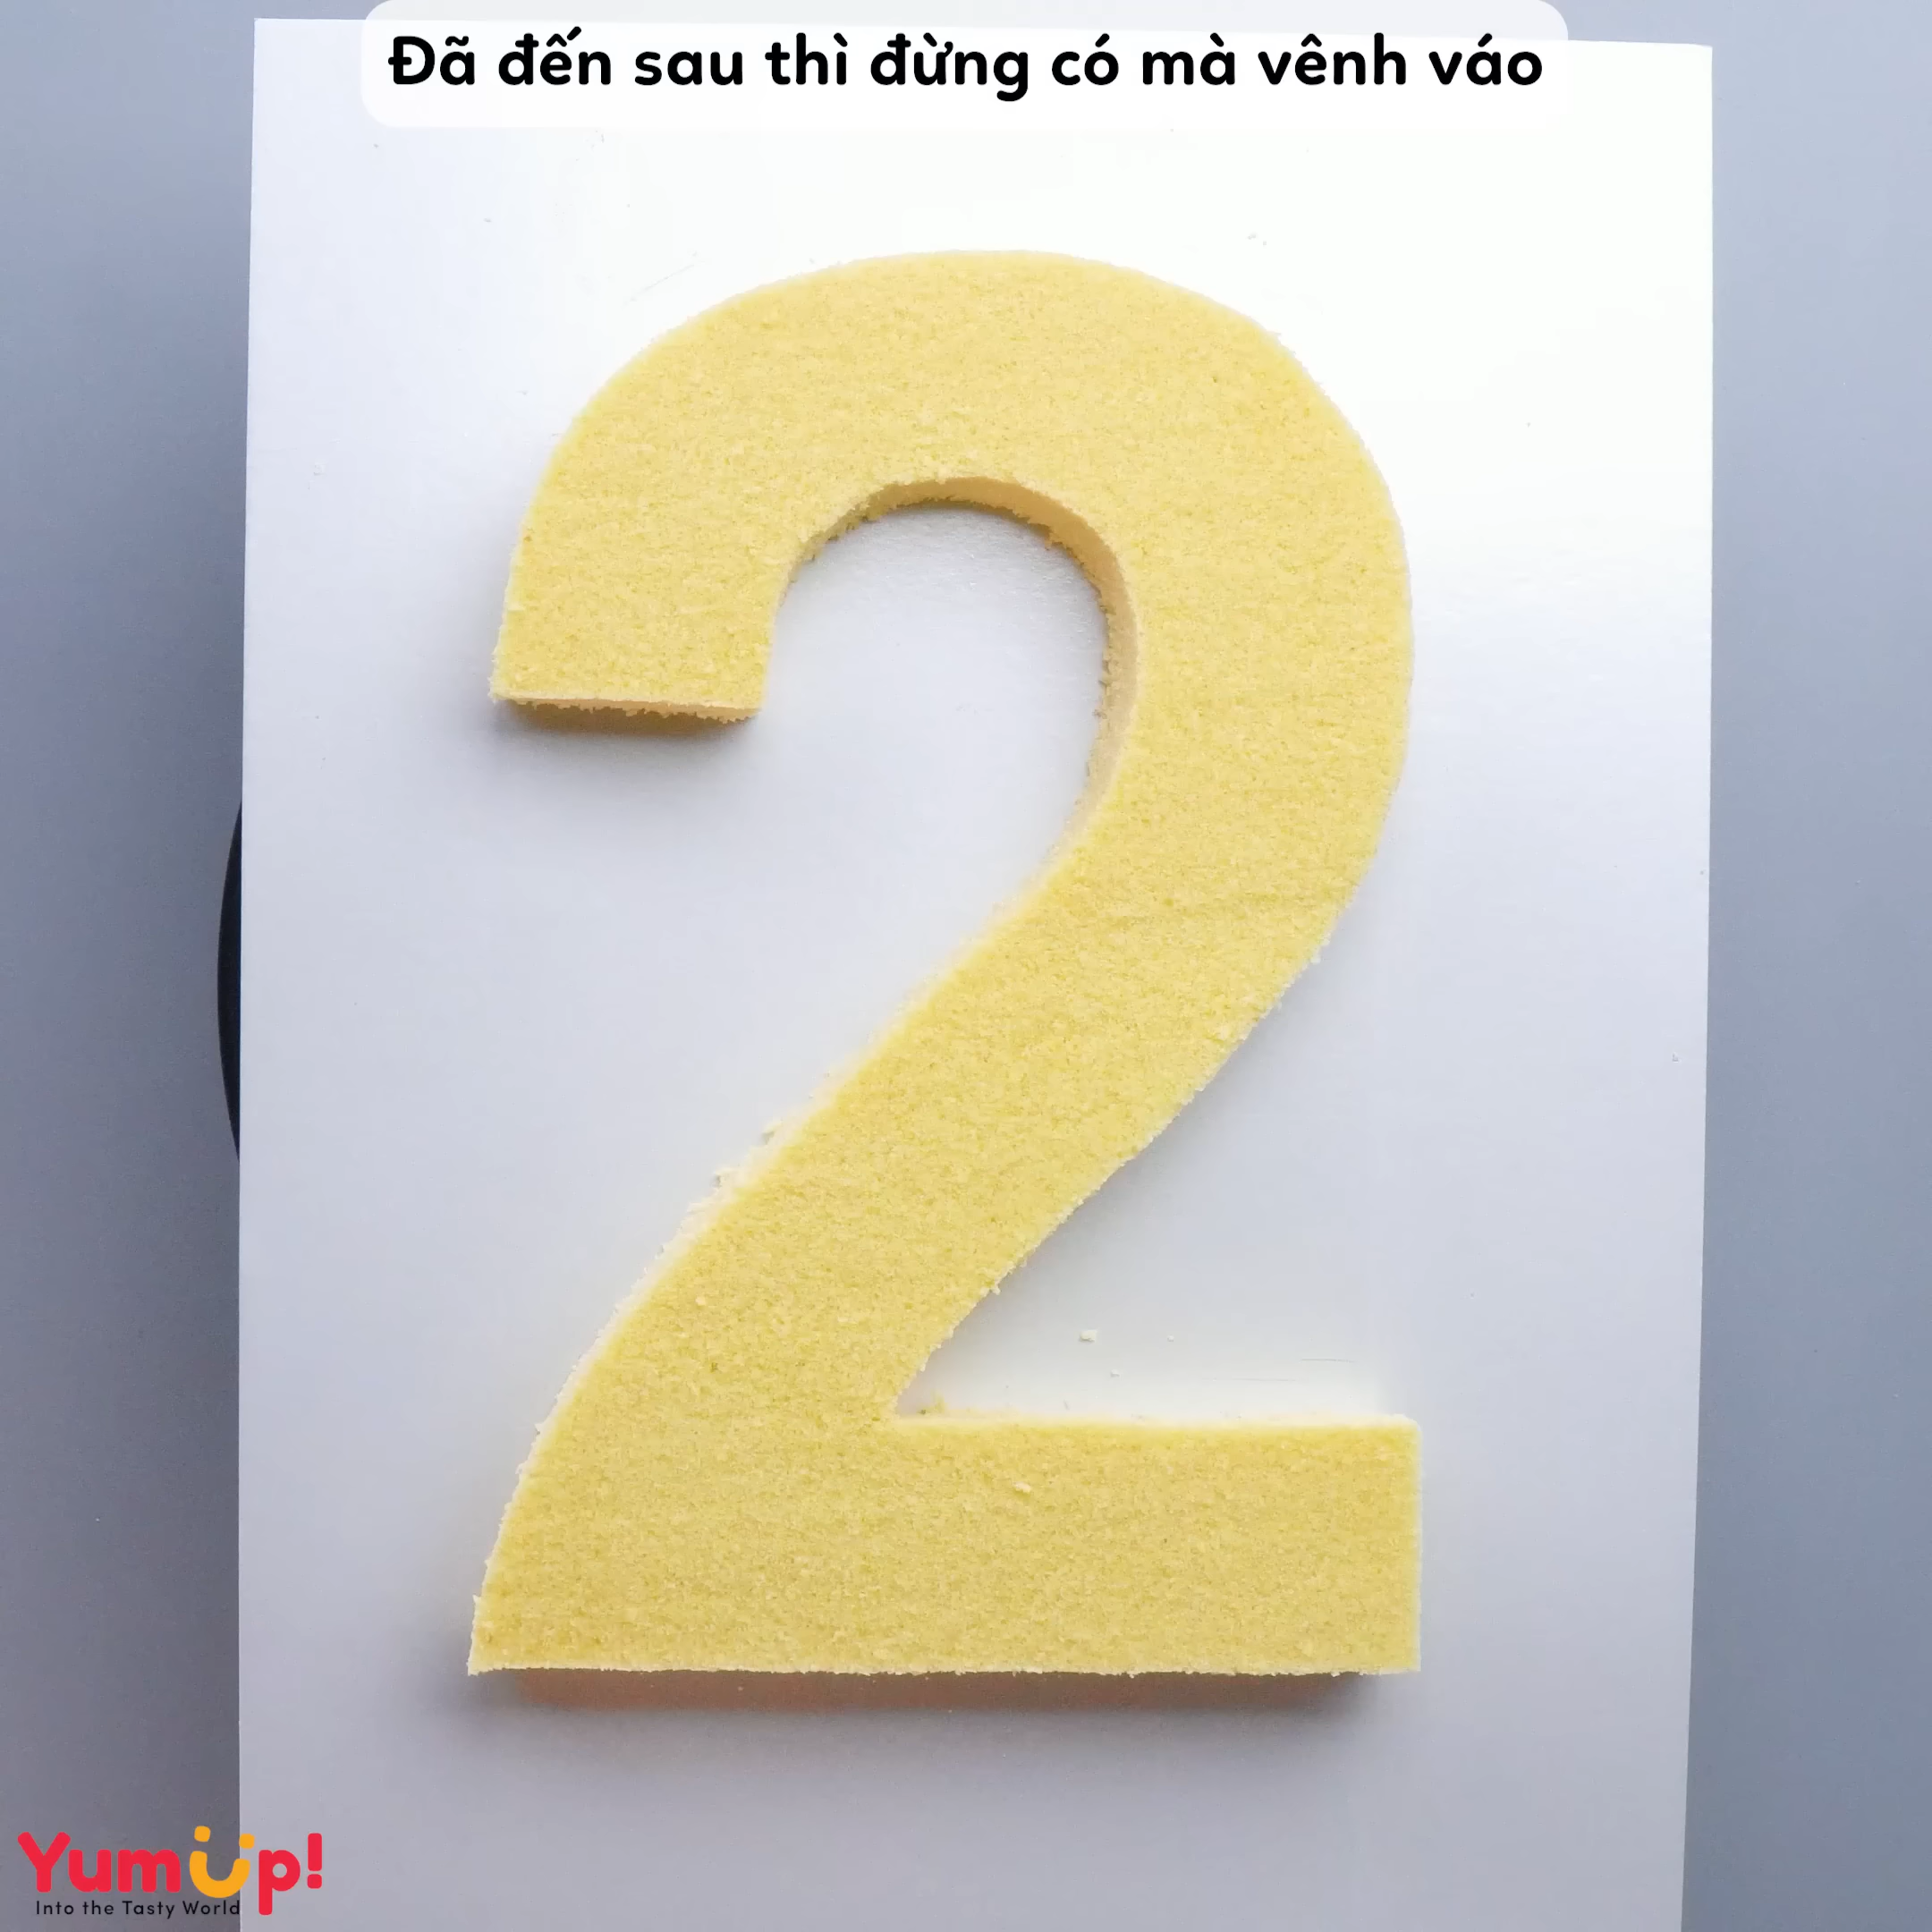 Đã đến sau thì đừng có mà vênh váo
2
YumUp!
Into the Tasty World